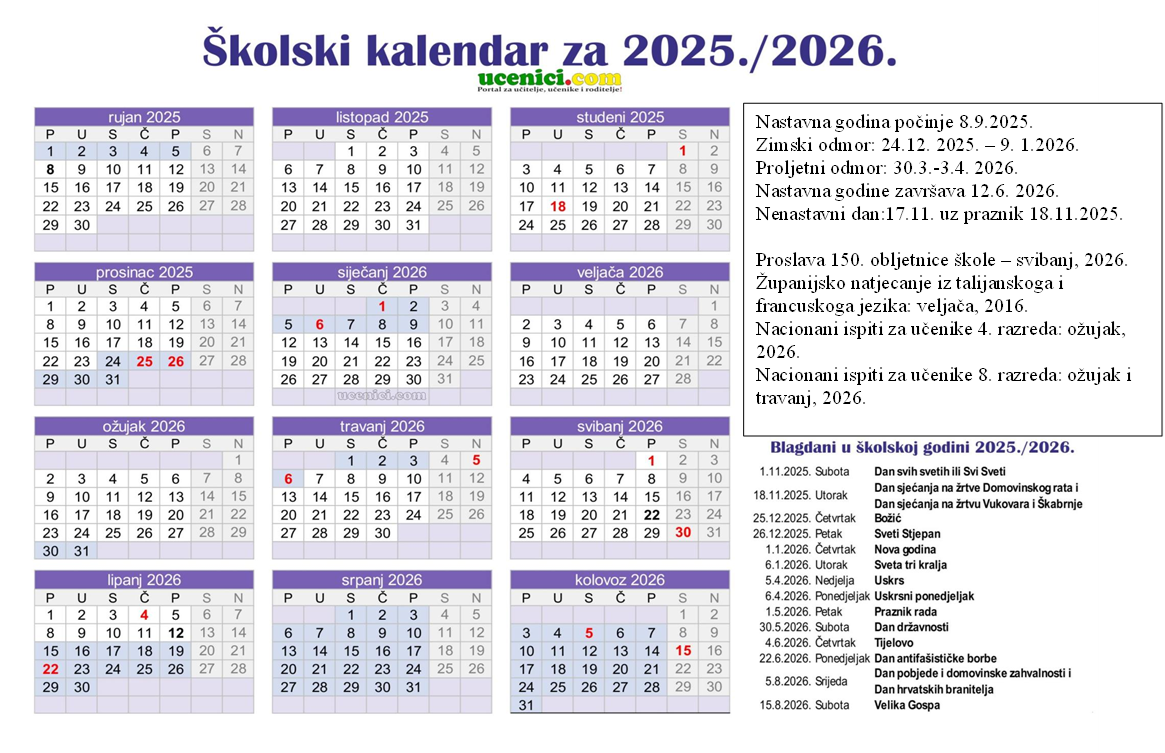 Školski kalendar za 2025./2026.
ucenici.com
Portal za učitelje, učenike i roditelje!
rujan 2025
P U S Č P S N
1 2 3 4 5 6 7
8 9 10 11 12 13 14
15 16 17 18 19 20 21
22 23 24 25 26 27 28
29 30
listopad 2025
P U S Č P S N
1 2 3 4 5
6 7 8 9 10 11 12
13 14 15 16 17 18 19
20 21 22 23 24 25 26
27 28 29 30 31
studeni 2025
P U S Č P S N
1 2
3 4 5 6 7 8 9
10 11 12 13 14 15 16
17 18 19 20 21 22 23
24 25 26 27 28 29 30
prosinac 2025
P U S Č P S N
1 2 3 4 5 6 7
8 9 10 11 12 13 14
15 16 17 18 19 20 21
22 23 24 25 26 27 28
29 30 31
siječanj 2026
P U S Č P S N
1 2 3 4
5 6 7 8 9 10 11
12 13 14 15 16 17 18
19 20 21 22 23 24 25
26 27 28 29 30 31
ucenici.com
veljača 2026
P U S Č P S N
1
2 3 4 5 6 7 8
9 10 11 12 13 14 15
16 17 18 19 20 21 22
23 24 25 26 27 28
ožujak 2026
P U S Č P S N
1
2 3 4 5 6 7 8
9 10 11 12 13 14 15
16 17 18 19 20 21 22
23 24 25 26 27 28 29
30 31
travanj 2026
P U S Č P S N
1 2 3 4 5
6 7 8 9 10 11 12
13 14 15 16 17 18 19
20 21 22 23 24 25 26
27 28 29 30
svibanj 2026
P U S Č P S N
1 2 3
4 5 6 7 8 9 10
11 12 13 14 15 16 17
18 19 20 21 22 23 24
25 26 27 28 29 30 31
lipanj 2026
P U S Č P S N
1 2 3 4 5 6 7
8 9 10 11 12 13 14
15 16 17 18 19 20 21
22 23 24 25 26 27 28
29 30
srpanj 2026
P U S Č P S N
1 2 3 4 5
6 7 8 9 10 11 12
13 14 15 16 17 18 19
20 21 22 23 24 25 26
27 28 29 30 31
kolovoz 2026
P U S Č P S N
1 2
3 4 5 6 7 8 9
10 11 12 13 14 15 16
17 18 19 20 21 22 23
24 25 26 27 28 29 30
31
Nastavna godina počinje 8.9.2025.
Zimski odmor: 24.12. 2025. – 9. 1.2026.
Proljetni odmor: 30.3.-3.4. 2026.
Nastavna godine završava 12.6. 2026.
Nenastavni dan:17.11. uz praznik 18.11.2025.
Proslava 150. obljetnice škole – svibanj, 2026.
Županijsko natjecanje iz talijanskoga i
francuskoga jezika: veljača, 2016.
Nacionani ispiti za učenike 4. razreda: ožujak,
2026.
Nacionani ispiti za učenike 8. razreda: ožujak i
travanj, 2026.
Blagdani u školskoj godini 2025./2026.
1.11.2025. Subota Dan svih svetih ili Svi Sveti
18.11.2025. Utorak Dan sjećanja na žrtve Domovinskog rata i
Dan sjećanja na žrtvu Vukovara i Škabrnje
25.12.2025. Četvrtak Božić
26.12.2025. Petak Sveti Stjepan
1.1.2026. Četvrtak Nova godina
6.1.2026. Utorak Sveta tri kralja
5.4.2026. Nedjelja Uskrs
6.4.2026. Ponedjeljak Uskrsni ponedjeljak
1.5.2026. Petak Praznik rada
30.5.2026. Subota Dan državnosti
4.6.2026. Četvrtak Tijelovo
22.6.2026. Ponedjeljak Dan antifašističke borbe
5.8.2026. Srijeda Dan pobjede i domovinske zahvalnosti i
Dan hrvatskih branitelja
15.8.2026. Subota Velika Gospa